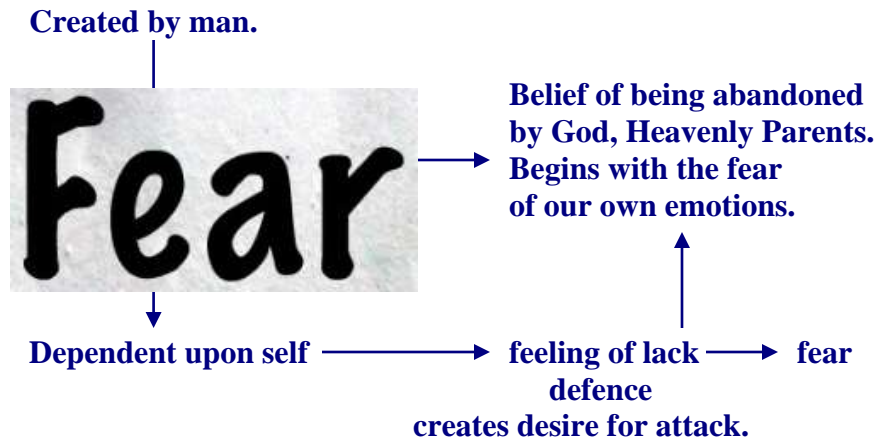 Created by man.
Fear
Belief of being abandoned
by God, Heavenly Parents.
Begins with the fear
of our own emotions.
Dependent upon self
feeling of lack
fear
defence
creates desire for attack.